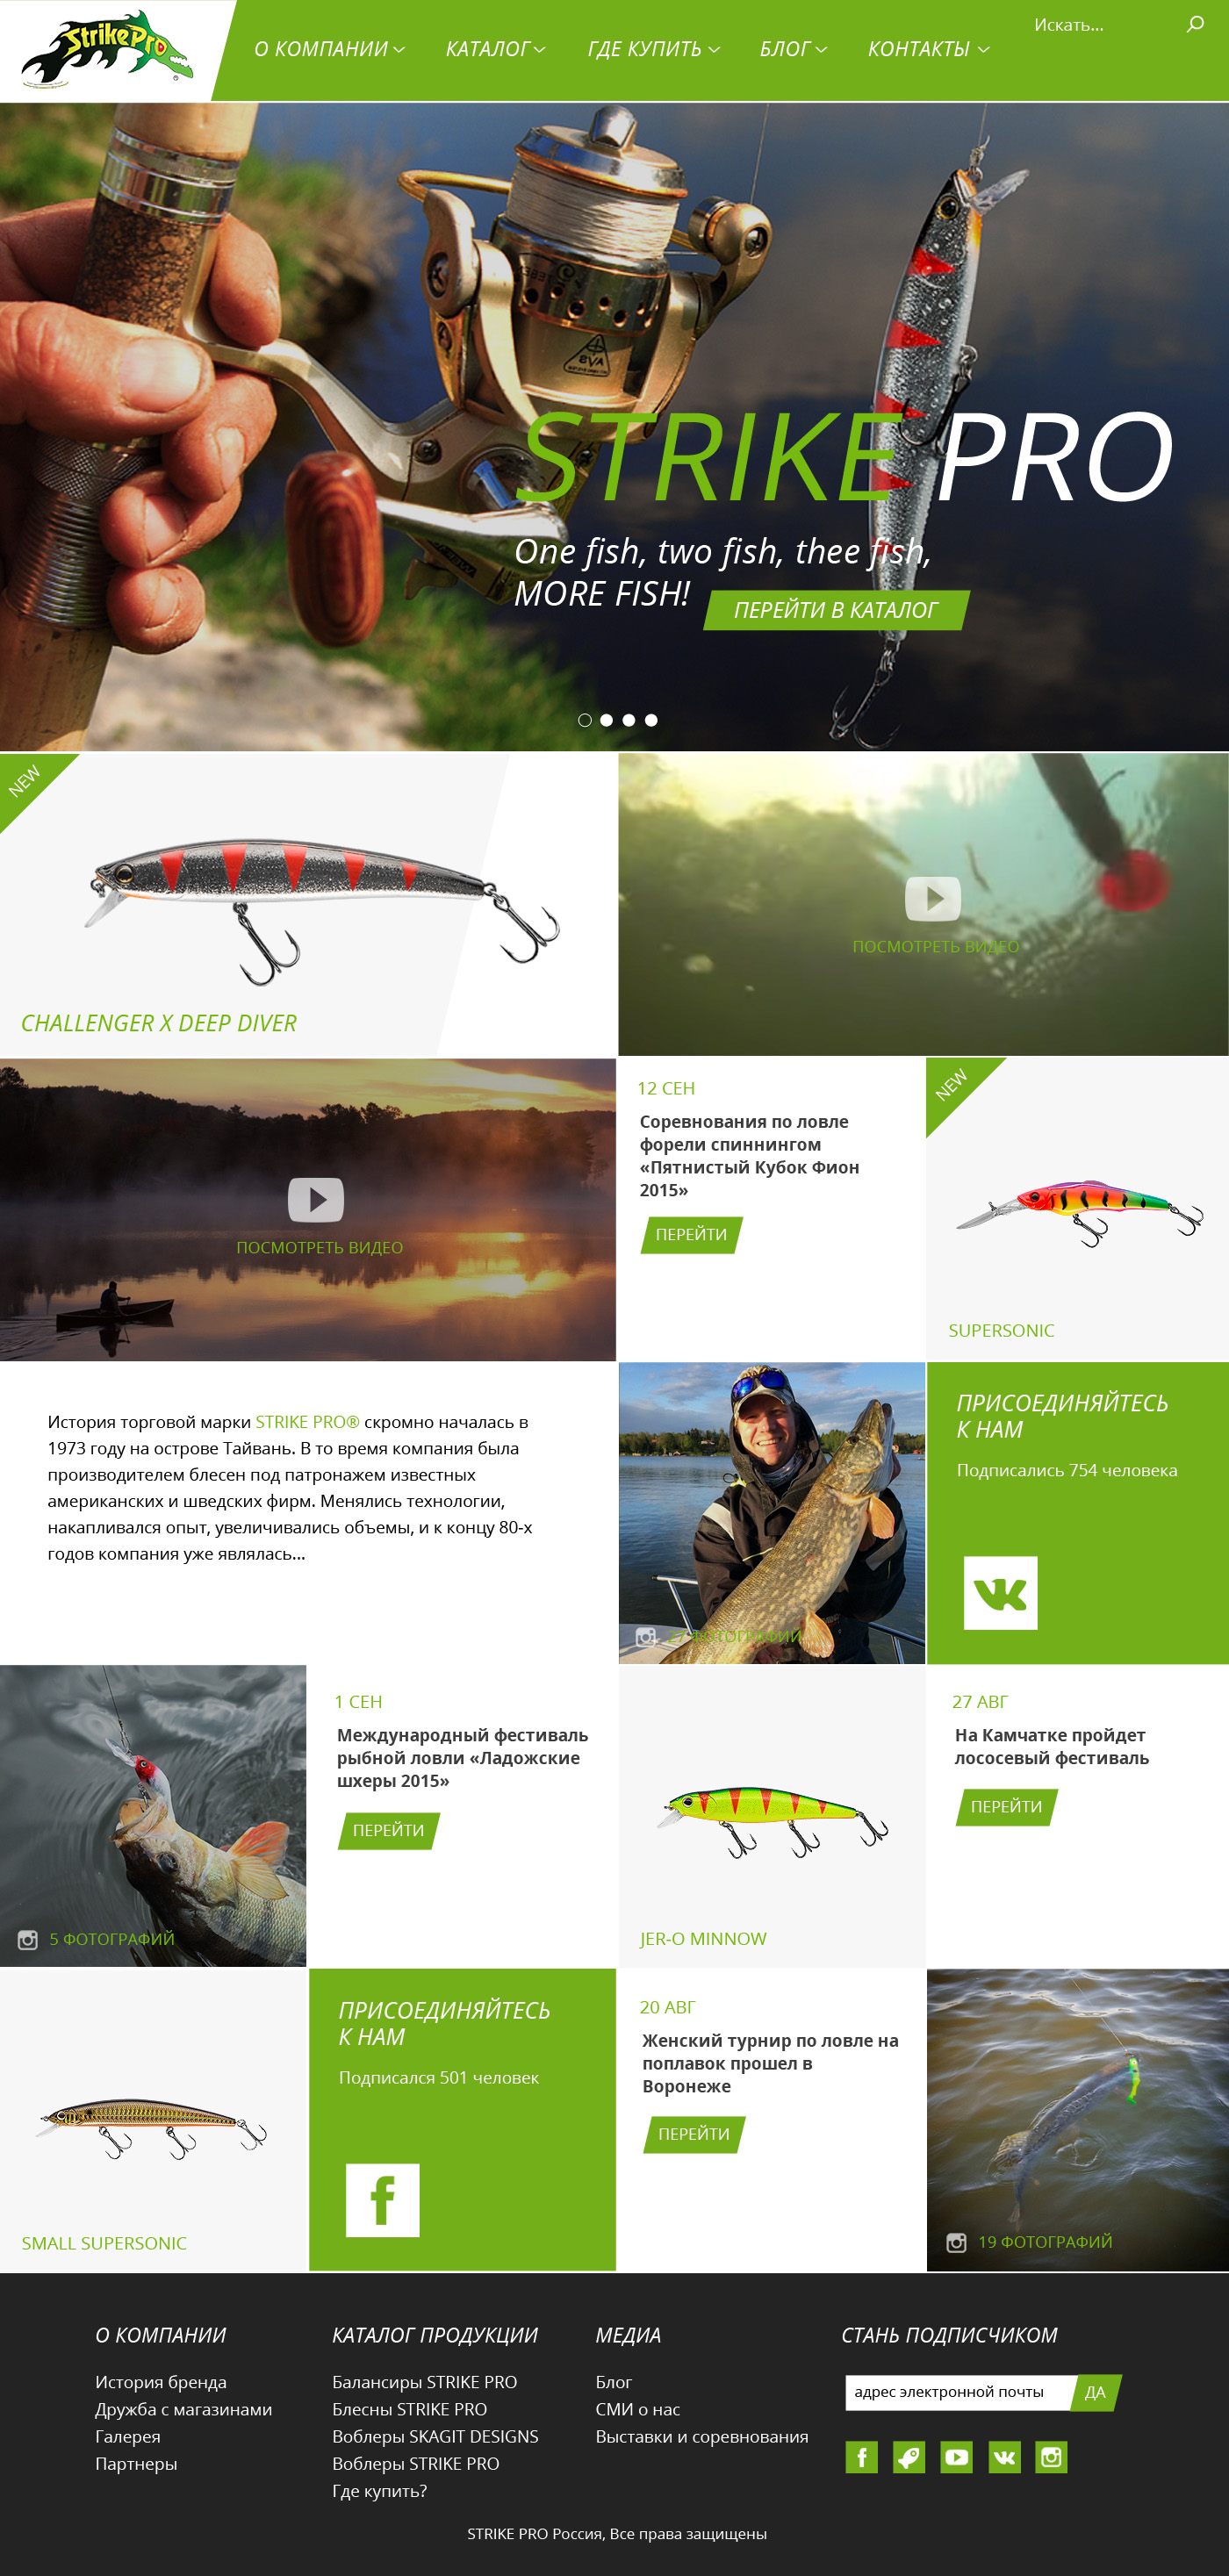 StrikePro®
О КОМПАНИИ
КАТАЛОГ
ГДЕ КУПИТЬ
БЛОГ
КОНТАКТЫ
Искать...
STRIKE PRO
One fish, two fish, thee fish,
MORE FISH!
ПЕРЕЙТИ В КАТАЛОГ
NEW
CHALLENGER X DEEP DIVER
ПОСМОТРЕТЬ ВИДЕО
ПОСМОТРЕТЬ ВИДЕО
12 СЕН
Соревнования по ловле
форели спиннингом
«Пятнистый Кубок Фион
2015»
ПЕРЕЙТИ
NEW
SUPERSONIC
История торговой марки STRIKE PRO® скромно началась в
1973 году на острове Тайвань. В то время компания была
производителем блесен под патронажем известных
американских и шведских фирм. Менялись технологии,
накапливался опыт, увеличивались объемы, и к концу 80-х
годов компания уже являлась...
ФОТОГРАФИЙ
ПРИСОЕДИНЯЙТЕСЬ
К НАМ
Подписались 754 человека
5 ФОТОГРАФИЙ
1 СЕН
Международный фестиваль
рыбной ловли «Ладожские
шхеры 2015»
ПЕРЕЙТИ
JER-O MINNOW
27 АВГ
На Камчатке пройдет
лососевый фестиваль
ПЕРЕЙТИ
SMALL SUPERSONIC
ПРИСОЕДИНЯЙТЕСЬ
К НАМ
Подписался 501 человек
20 АВГ
Женский турнир по ловле на
поплавок прошел в
Воронеже
ПЕРЕЙТИ
19 ФОТОГРАФИЙ
О КОМПАНИИ
История бренда
Дружба с магазинами
Галерея
Партнеры
КАТАЛОГ ПРОДУКЦИИ
Балансиры STRIKE PRO
Блесны STRIKE PRO
Воблеры SKAGIT DESIGNS
Воблеры STRIKE PRO
Где купить?
МЕДИА
Блог
СМИ о нас
Выставки и соревнования
СТАНЬ ПОДПИСЧИКОМ
адрес электронной почты
ДА
STRIKE PRO Россия, Все права защищены